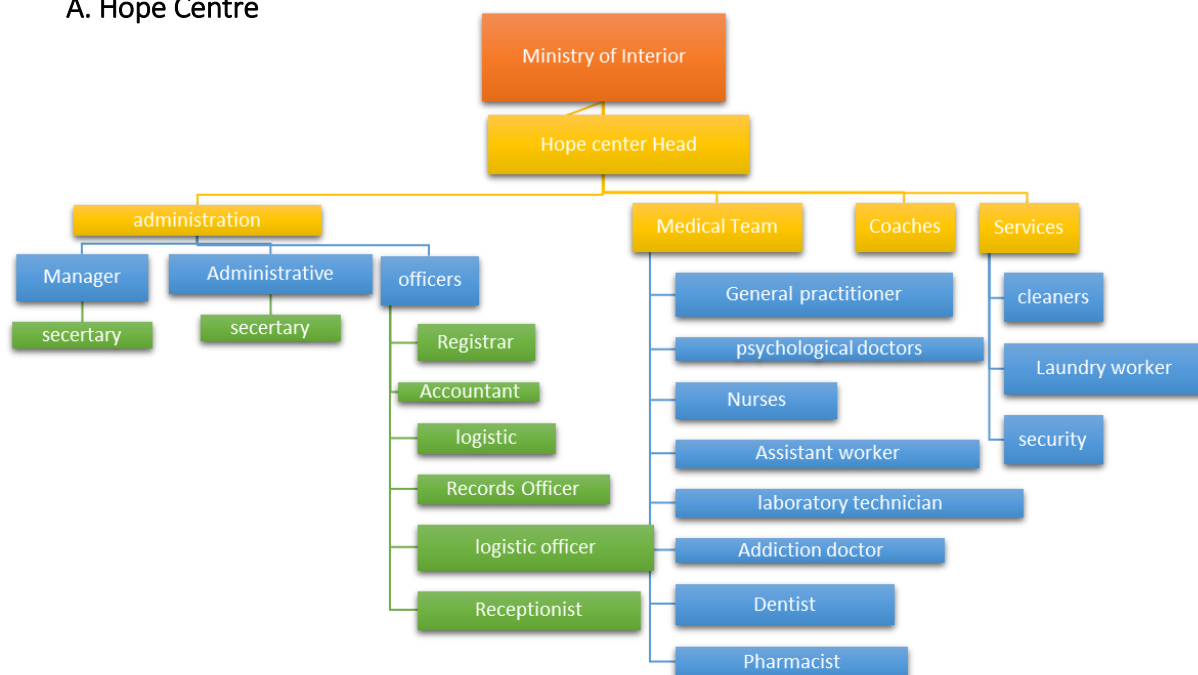 A. Hope Centre
Ministry of Interior
Hope center Head
administration
Medical Team
Coaches
Services
Manager
Administrative
officers
secertary
secertary
Registrar
Accountant
logistic
Records Officer
logistic officer
Receptionist
General practitioner
psychological doctors
Nurses
Assistant worker
laboratory technician
Addiction doctor
Dentist
Pharmacist
cleaners
Laundry worker
security